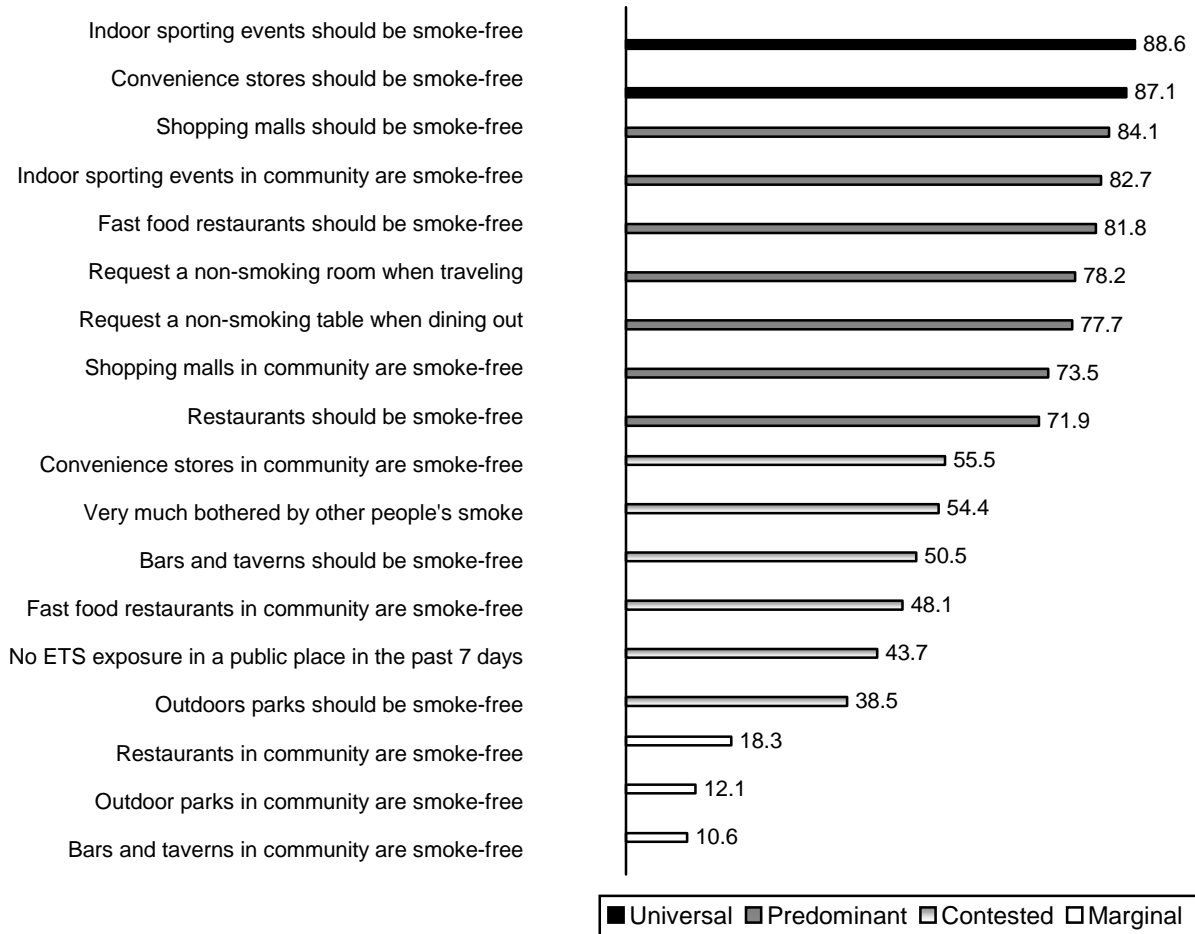 Indoor sporting events should be smoke-free 88.6
Convenience stores should be smoke-free 87.1
Shopping malls should be smoke-free 84.1
Indoor sporting events in community are smoke-free 82.7
Fast food restaurants should be smoke-free 81.8
Request a non-smoking room when traveling 78.2
Request a non-smoking table when dining out 77.7
Shopping malls in community are smoke-free 73.5
Restaurants should be smoke-free 71.9
Convenience stores in community are smoke-free 55.5
Very much bothered by other people's smoke 54.4
Bars and taverns should be smoke-free 50.5
Fast food restaurants in community are smoke-free 48.1
No ETS exposure in a public place in the past 7 days 43.7
Outdoors parks should be smoke-free 38.5
Restaurants in community are smoke-free 18.3
Outdoor parks in community are smoke-free 12.1
Bars and taverns in community are smoke-free 10.6
Universal Predominant Contested Marginal